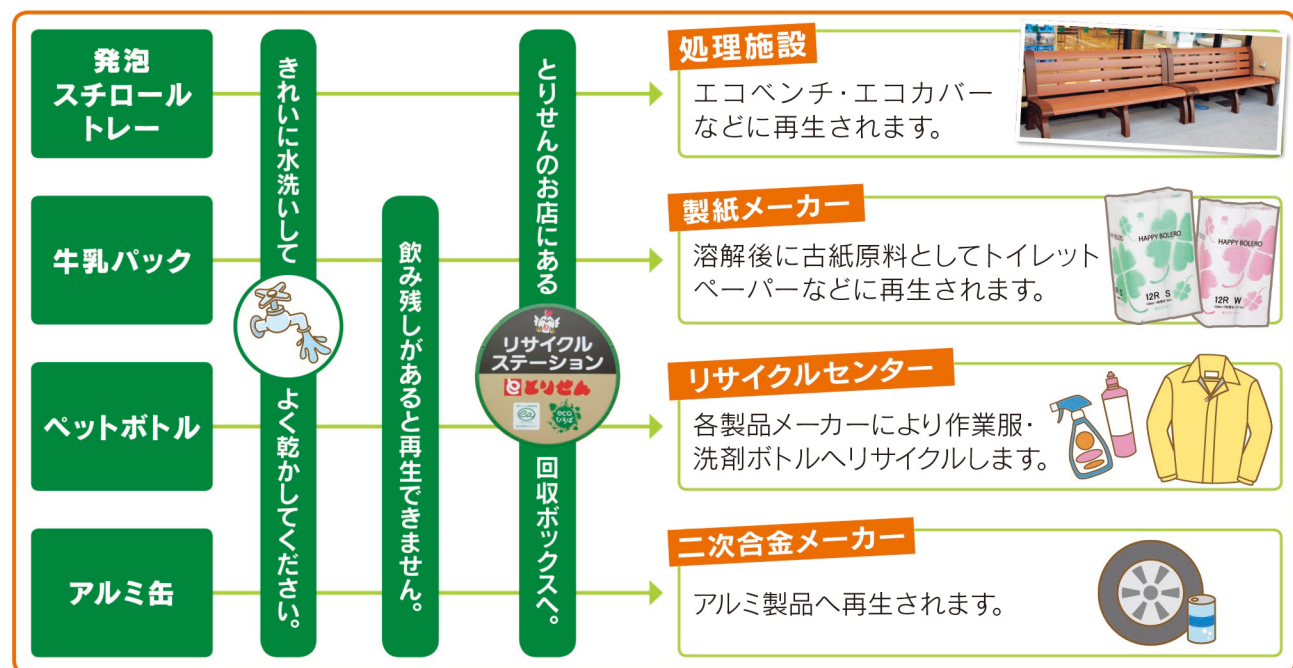 発泡
スチロール
トレー
牛乳パック
ペットボトル
アルミ缶
きれいに水洗いして
よく乾かしてください。
飲み残しがあると再生できません。
とりせんのお店にある
リサイクル
ステーション
とりせん
eco
ひろば
回収ボックスへ。
処理施設
エコベンチ・エコカバー
などに再生されます。
製紙メーカー
溶解後に古紙原料としてトイレット
ペーパーなどに再生されます。
HAPPY BOLERO
12R S
HAPPY BOLERO
12R W
リサイクルセンター
各製品メーカーにより作業服・
洗剤ボトルへリサイクルします。
二次合金メーカー
アルミ製品へ再生されます。